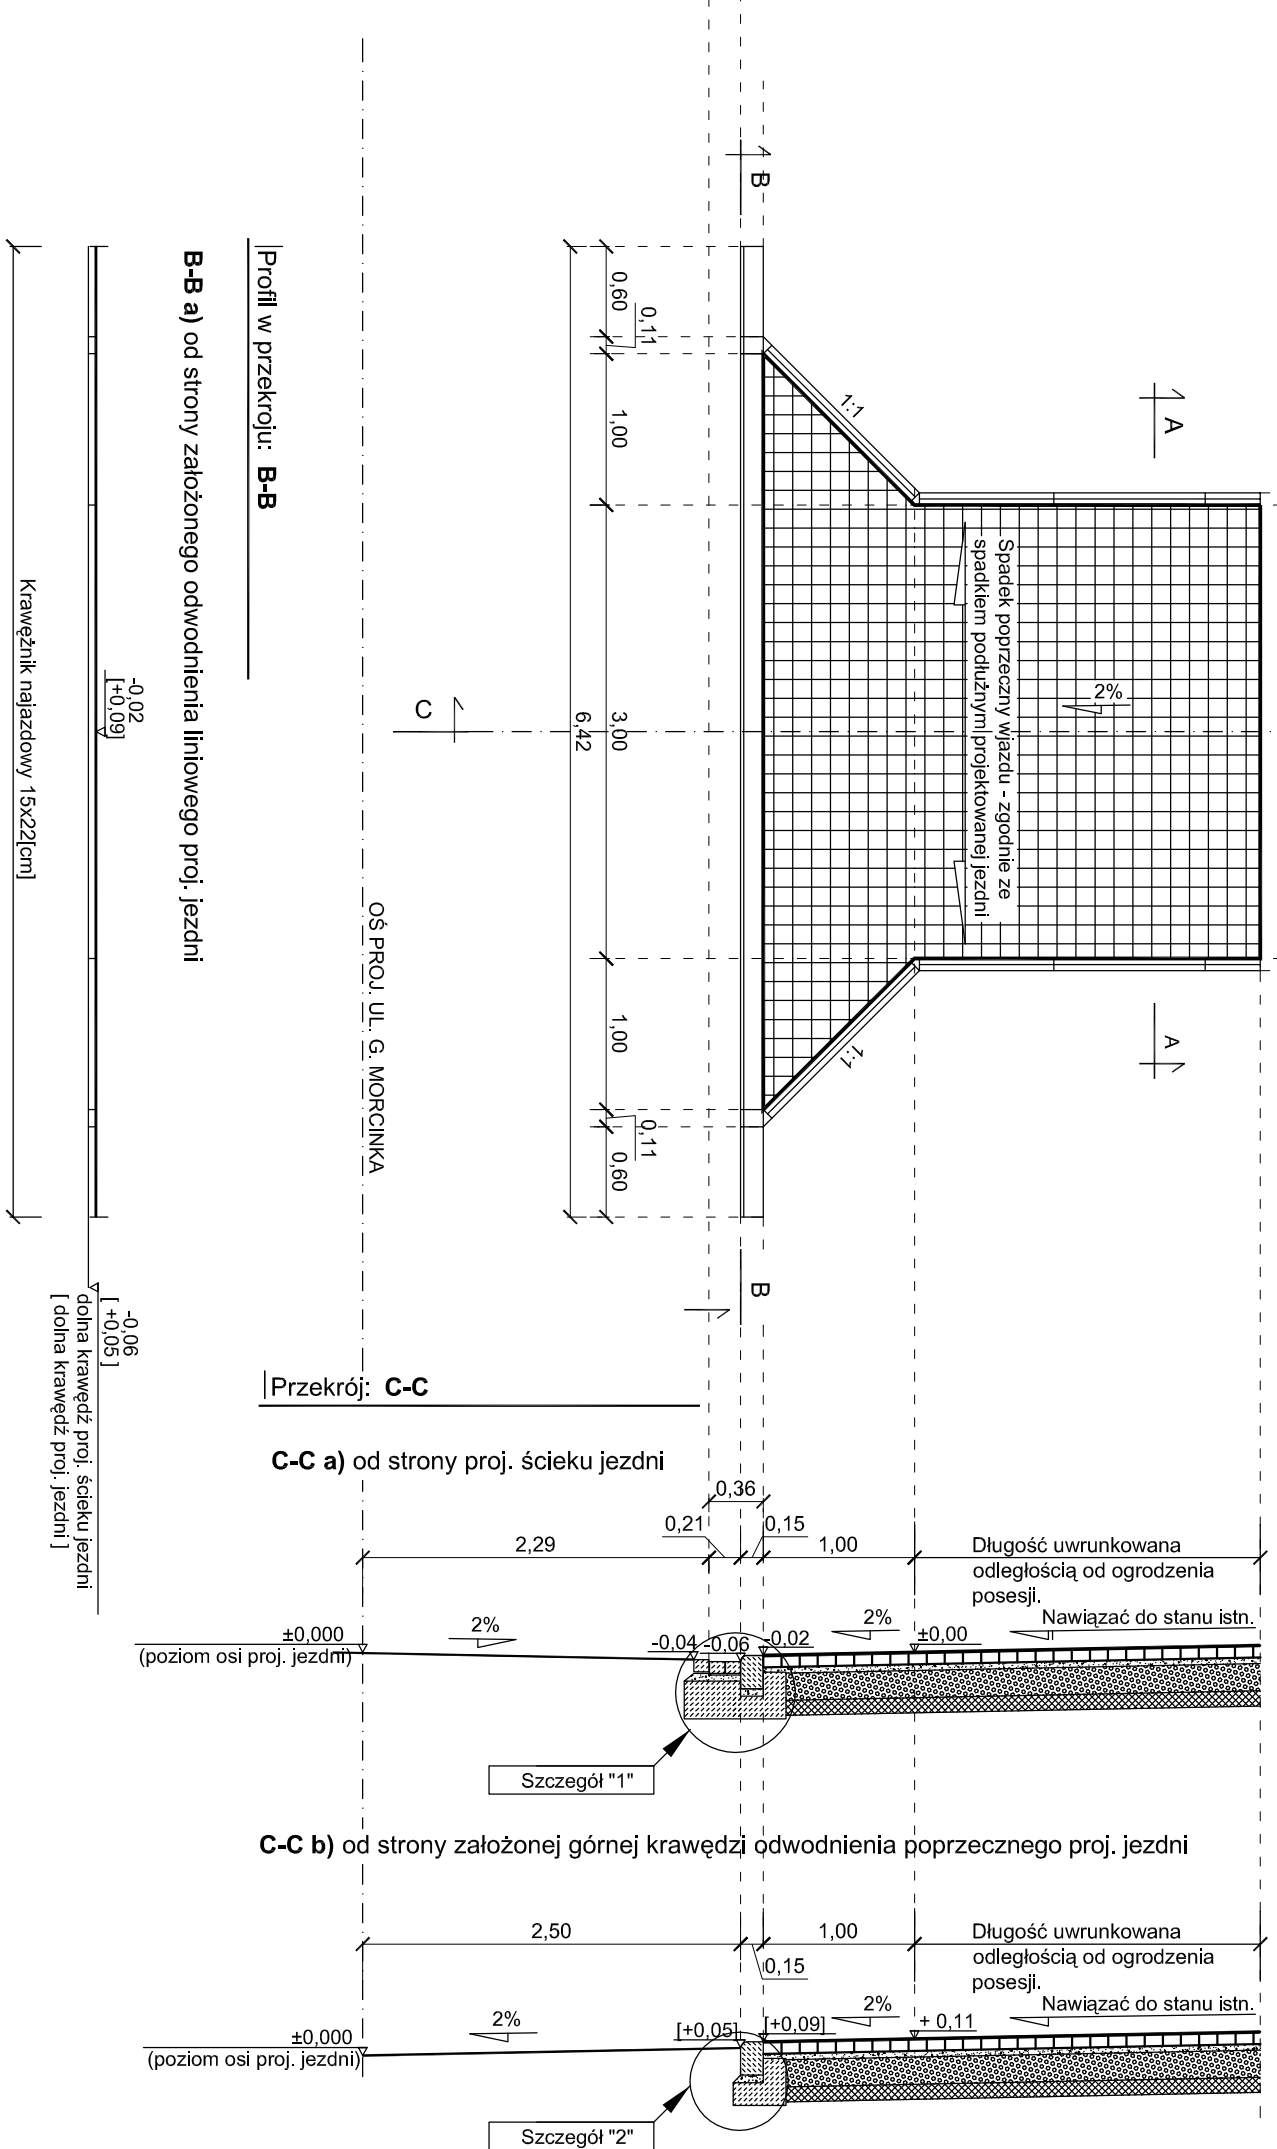 B
A
0,60
0,11
1,00
1:1
Spadek poprzeczny wjazdu - zgodnie ze
spadkiem podłużnym projektowanej jezdni
2%
C
3,00
6,42
1,00
1:1
A
0,11
0,60
B
Profil w przekroju: B-B
B-B a) od strony założonego odwodnienia liniowego proj. jezdni
-0,02
[+0,09]
Krawężnik najazdowy 15x22[cm]
OŚ PROJ. UL. G. MORCINKA
-0,06
[ +0,05 ]
dolna krawędź proj. ścieku jezdni
[ dolna krawędź proj. jezdni ]
Przekrój: C-C
C-C a) od strony proj. ścieku jezdni
0,36
0,21
0,15
2,29
1,00
Długość uwrunkowana
odległością od ogrodzenia
posesji.
Nawiązać do stanu istn.
±0,000
(poziom osi proj. jezdni)
2%
-0,04
-0,06
-0,02
2%
±0,00
Szczegół "1"
C-C b) od strony założonej górnej krawędzi odwodnienia poprzecznego proj. jezdni
2,50
0,15
1,00
Długość uwrunkowana
odległością od ogrodzenia
posesji.
Nawiązać do stanu istn.
±0,000
(poziom osi proj. jezdni)
2%
[+0,05]
[+0,09]
2%
+ 0,11
Szczegół "2"